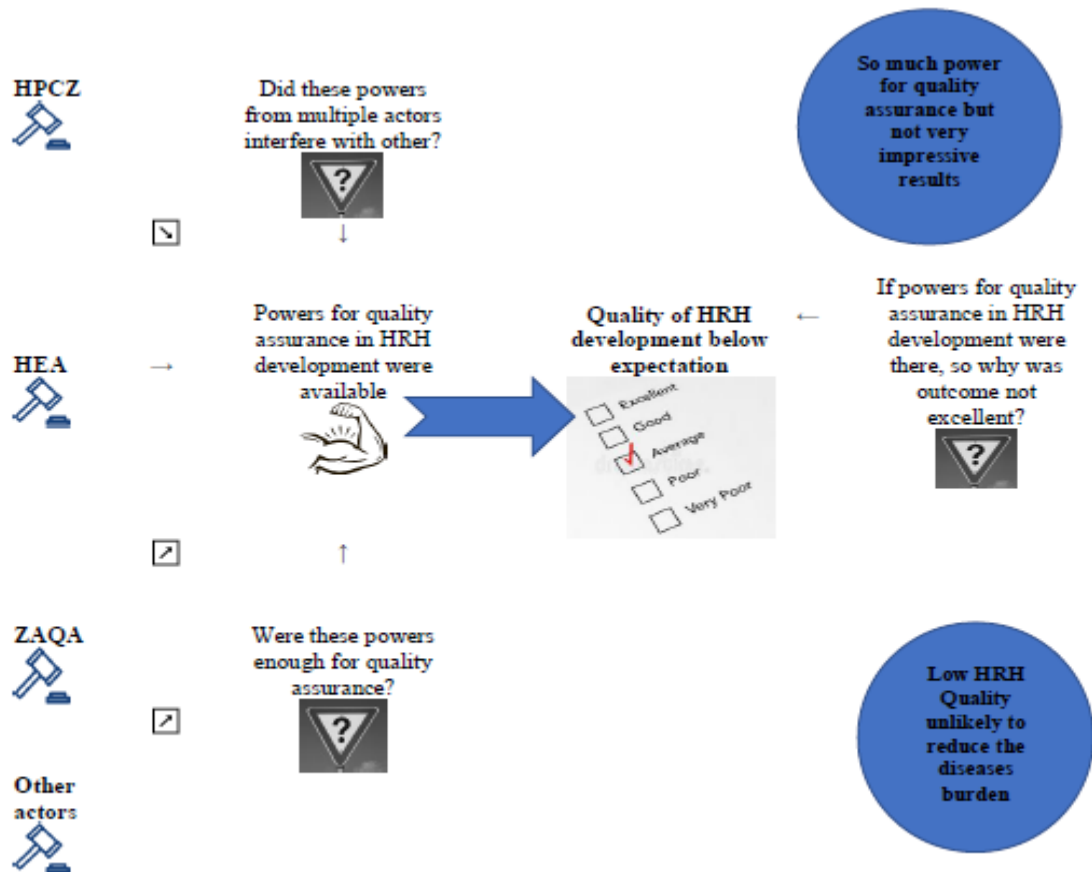 HPCZ
Did these powers
from multiple actors
interfere with other?
?
So much power
for quality
assurance but
not very
impressive
results
HEA
Powers for quality
assurance in HRH
development were
available
Quality of HRH
development below
expectation
Excellent
Good
Average
Poor
Very Poor
If powers for quality
assurance in HRH
development were
there, so why was
outcome not
excellent?
?
ZAQA
Were these powers
enough for quality
assurance?
?
Low HRH
Quality
unlikely to
reduce the
diseases
burden
Other
actors